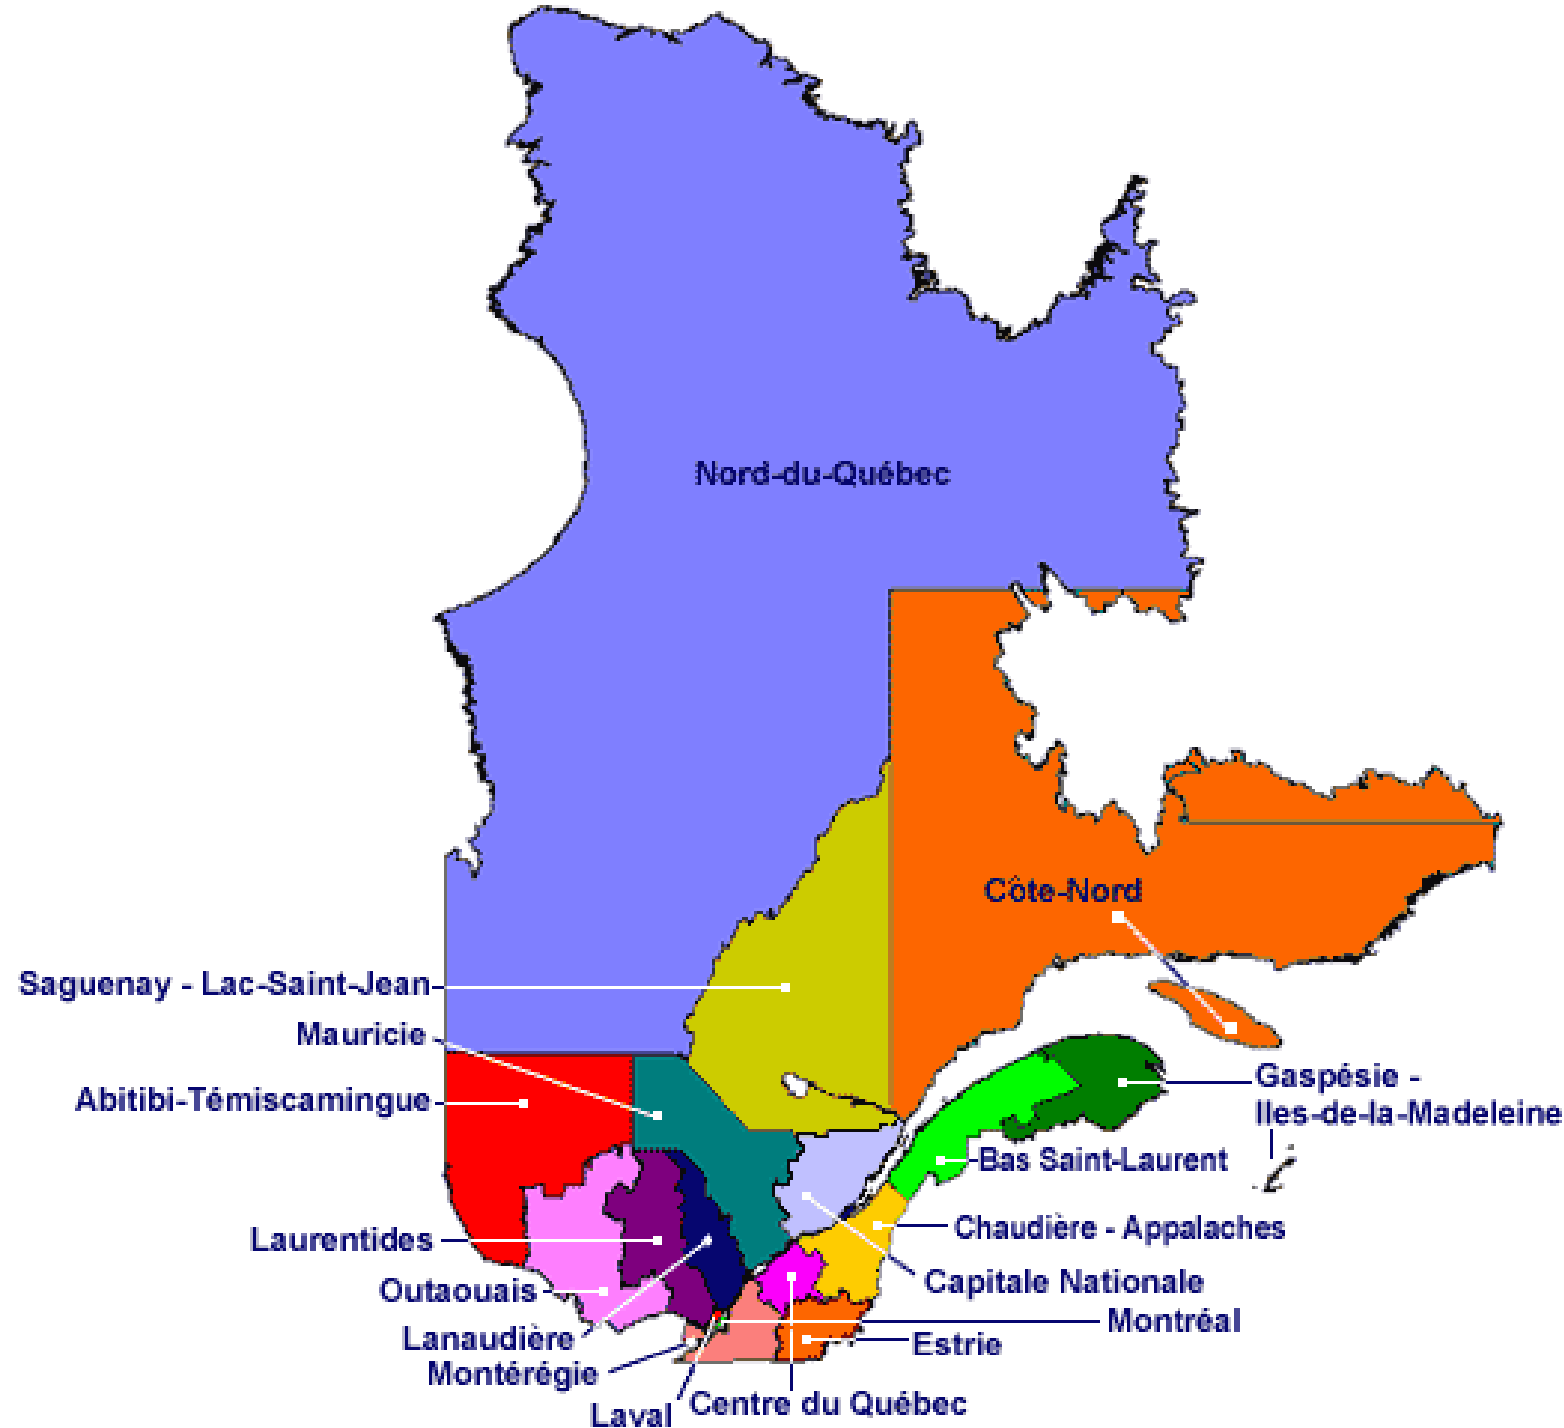 Nord-du-Québec
Côte-Nord
Saguenay - Lac-Saint-Jean
Mauricie
Abitibi-Témiscamingue
Gaspésie -
Iles-de-la-Madeleine
Bas Saint-Laurent
Chaudière - Appalaches
Laurentides
Capitale Nationale
Outaouais
Montréal
Lanaudière
Estrie
Montérégie
Centre du Québec
Laval